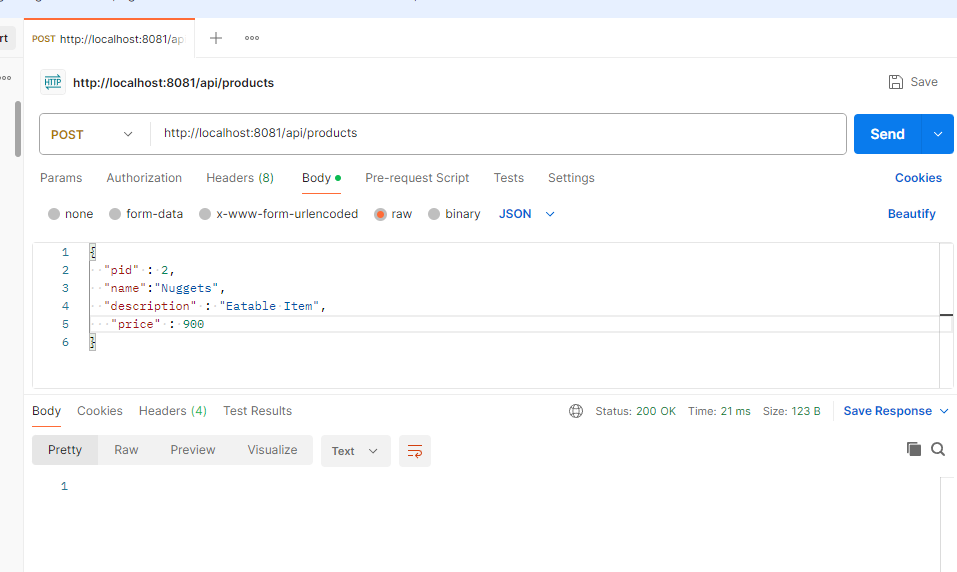 rt
POST http://localhost:8081/ap
http://localhost:8081/api/products
Save
POST http://localhost:8081/api/products Send
Params Authorization Headers (8) Body Pre-request Script Tests Settings Cookies
none form-data x-www-form-urlencoded raw binary JSON Beautify
1 {
2 "pid" : 2,
3 "name":"Nuggets",
4 "description" : "Eatable Item",
5 "price" : 900
6 }
Body Cookies Headers (4) Test Results Status: 200 OK Time: 21 ms Size: 123 B Save Response
Pretty Raw Preview Visualize Text
1